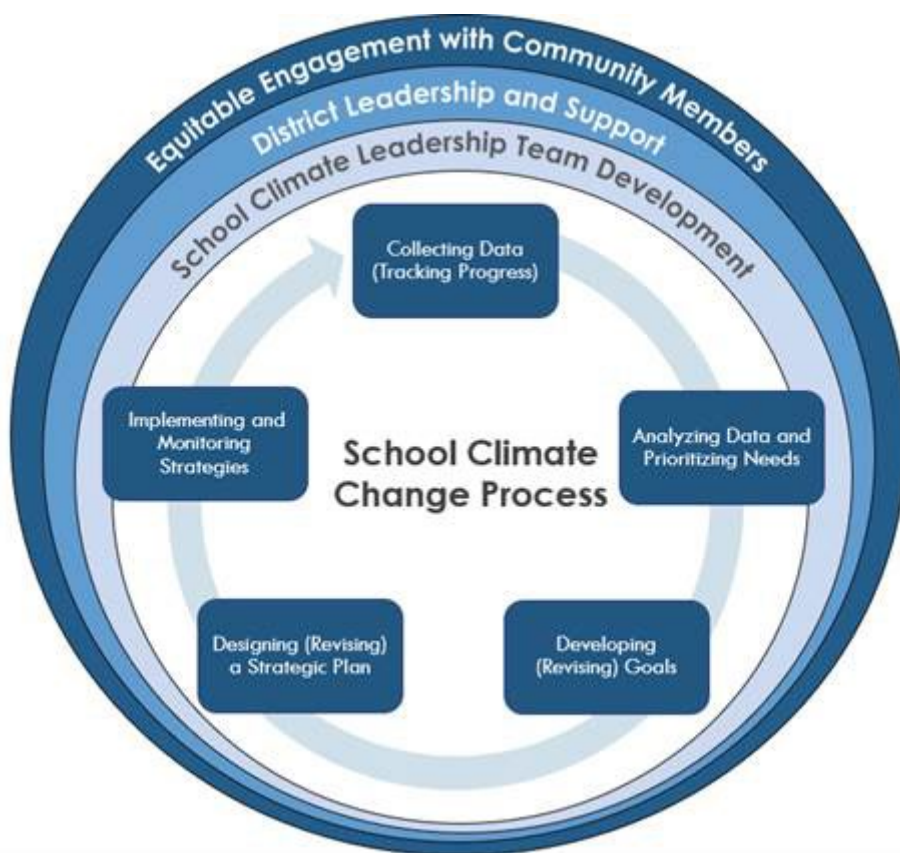 Equitable Engagement with Community Members
District Leadership and Support
School Climate Leadership Team Development
Collecting Data
(Tracking Progress)
Analyzing Data and
Prioritizing Needs
Developing
(Revising) Goals
Designing (Revising)
a Strategic Plan
Implementing and
Monitoring
Strategies
School Climate
Change Process